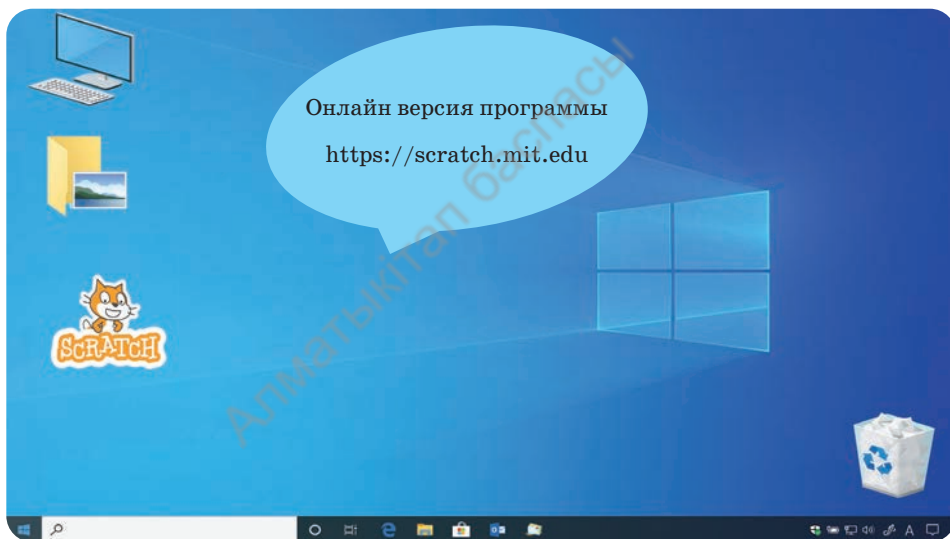 Онлайн версия программы
https://scratch.mit.edu
Алматыкітап баспасы
SCRATCH
A